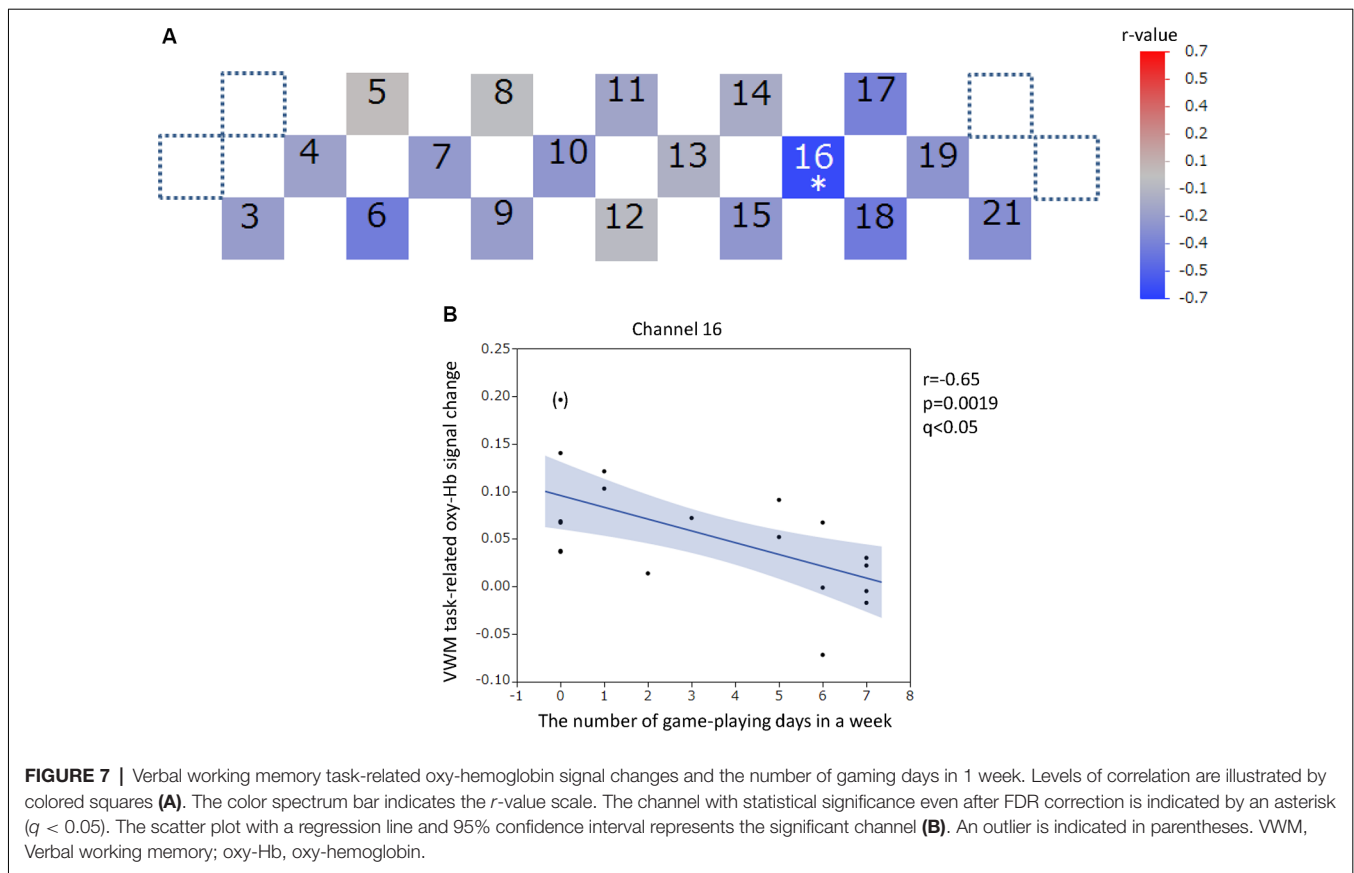 A
r-value
5 8 11 14 17
4 7 10 13 16 19
*
3 6 9 12 15 18 21
0.7
0.5
0.4
0.2
0.1
-0.1
-0.2
-0.4
-0.5
-0.7
B
Channel 16
VWM task-related oxy-Hb signal change
0.25
0.20
0.15
0.10
0.05
0.00
-0.05
-0.10
(•)
-1 0 1 2 3 4 5 6 7 8
The number of game-playing days in a week
r=-0.65
p=0.0019
q<0.05
FIGURE 7 | Verbal working memory task-related oxy-hemoglobin signal changes and the number of gaming days in 1 week. Levels of correlation are illustrated by
colored squares (A). The color spectrum bar indicates the r-value scale. The channel with statistical significance even after FDR correction is indicated by an asterisk
(q < 0.05). The scatter plot with a regression line and 95% confidence interval represents the significant channel (B). An outlier is indicated in parentheses. VWM,
Verbal working memory; oxy-Hb, oxy-hemoglobin.